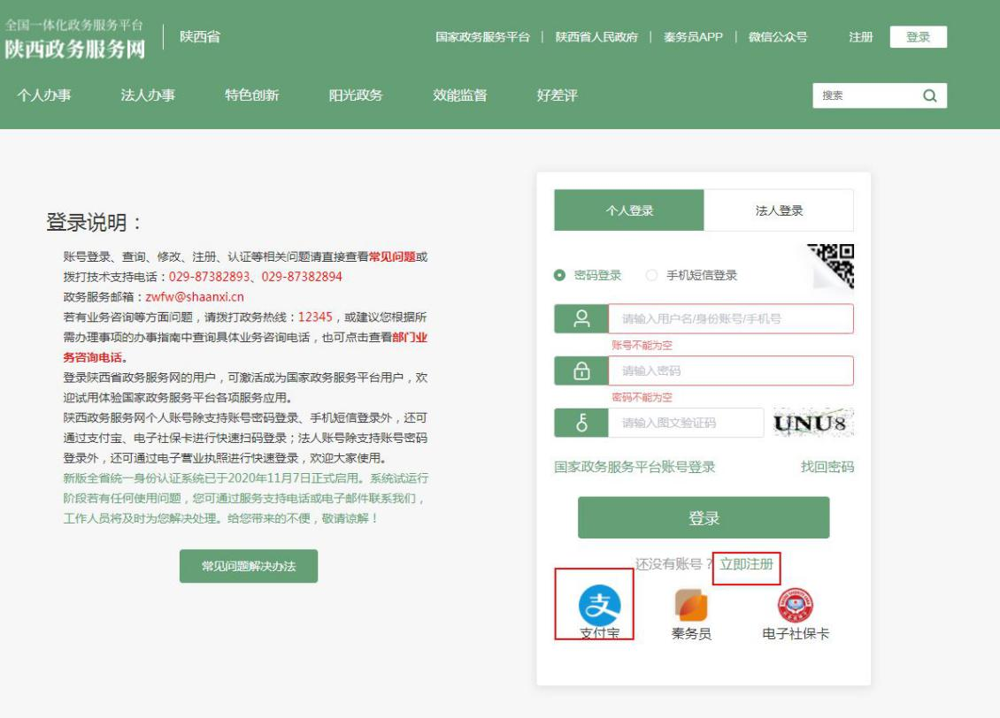 全国一体化政务服务平台
陕西政务服务网
陕西省
国家政务服务平台 | 陕西省人民政府 | 秦务员APP | 微信公众号
注册
登录
个人办事
法人办事
特色创新
阳光政务
效能监督
好差评
搜索
登录说明：
账号登录、查询、修改、注册、认证等相关问题请直接查看常见问题或
拨打技术支持电话：029-87382893、029-87382894
政务服务邮箱：zwfw@shaanxi.cn
若有业务咨询等方面问题，请拨打政务热线：12345，或建议您根据所
需办理事项的办事指南中查询具体业务咨询电话，也可点击查看部门业
务咨询电话。
登录陕西省政务服务网的用户，可激活成为国家政务服务平台用户，欢
迎试用体验国家政务服务平台各项服务应用。
陕西政务服务网个人账号除支持账号密码登录、手机短信登录外，还可
通过支付宝、电子社保卡进行快速扫码登录；法人账号除支持账号密码
登录外，还可通过电子营业执照进行快速登录，欢迎大家使用。
新版全省统一身份认证系统已于2020年11月7日正式启用。系统试运行
阶段若有任何使用问题，您可通过服务支持电话或电子邮件联系我们，
工作人员将及时为您解决处理。给您带来的不便，敬请谅解！
常见问题解决办法
个人登录
法人登录
密码登录
手机短信登录
请输入用户名/身份账号/手机号
账号不能为空
请输入密码
密码不能为空
请输入图文验证码
UNU8
国家政务服务平台账号登录
找回密码
登录
还没有账号？立即注册
支
支付宝
秦务员
电子社保卡